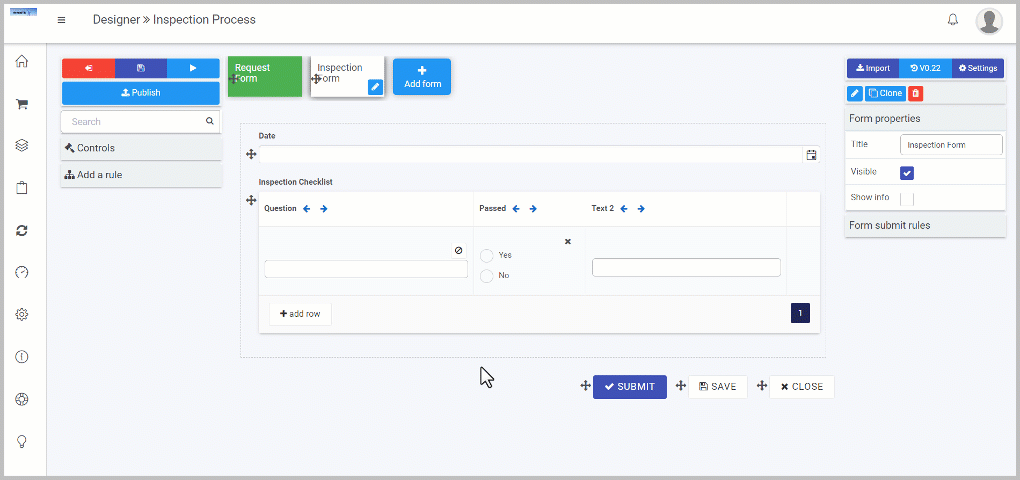 Designer » Inspection Process
Request
Form
Inspection
Form
Add form
Import
V0.22
Settings
Publish
Clone
Search
Controls
Add a rule
Form properties
Title
Inspection Form
Visible
Show info
Form submit rules
Date
Inspection Checklist
Question
Passed
Text 2
Yes
No
add row
1
SUBMIT
SAVE
CLOSE